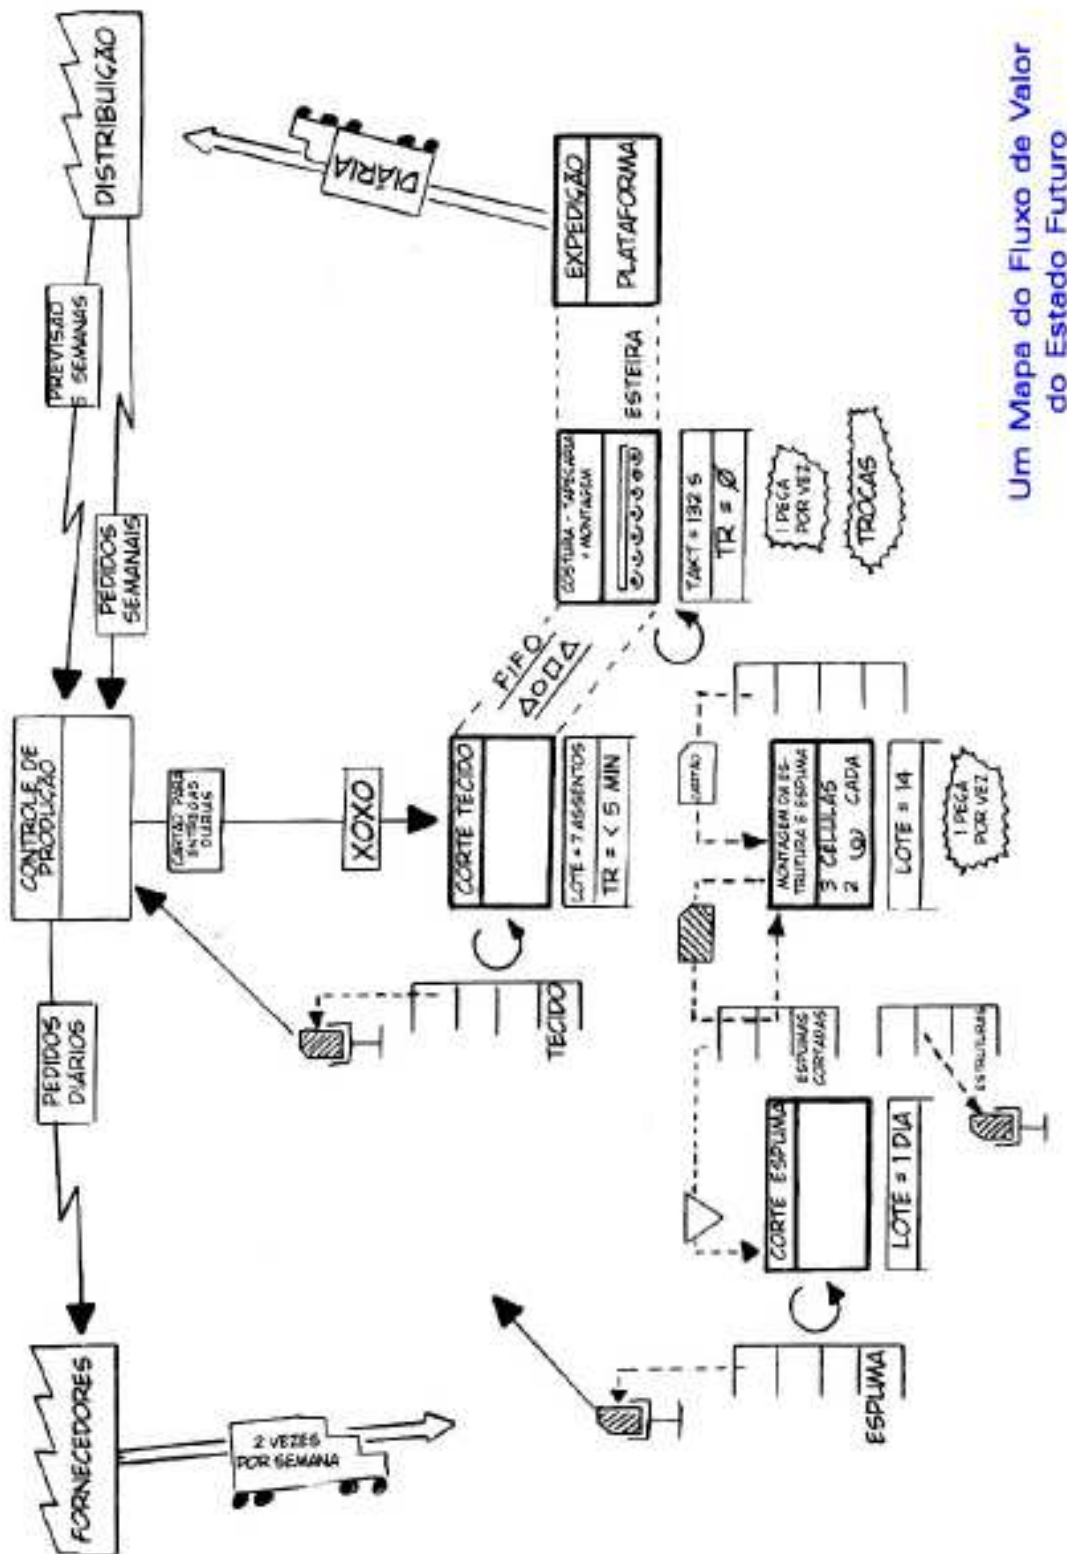 FORNECEDORES
PEDIDOS
DIÁRIOS
CONTROLE DE
PRODUÇÃO
PREVISÃO
SEMANAS
PEDIDOS
SEMANAIS
DISTRIBUIÇÃO
2 VEZES
POR SEMANA
CARTÃO PARA
ENTREGAS
DIÁRIAS
XOXO
DIÁRIA
TECIDO
CORTE TECIDO
LOTE = 7 ASSENTOS
TR = < 5 MIN
FIFO
COSTURA - TAPEÇARIA
+ MONTAGEM
TAKT = 132 S
TR = Ø
1 PEÇA
POR VEZ
TROCAS
ESTEIRA
EXPEDIÇÃO
PLATAFORMA
ESPUMA
CORTE ESPUMA
LOTE = 1 DIA
ESPUMAS
CORTADAS
ESTRUTURAS
MONTAGEM DA ES-
TRUTURA E ESPUMA
3 CELULAS
2 CADA
LOTE = 14
1 PEÇA
POR VEZ
CARTÃO
Um Mapa do Fluxo de Valor
do Estado Futuro